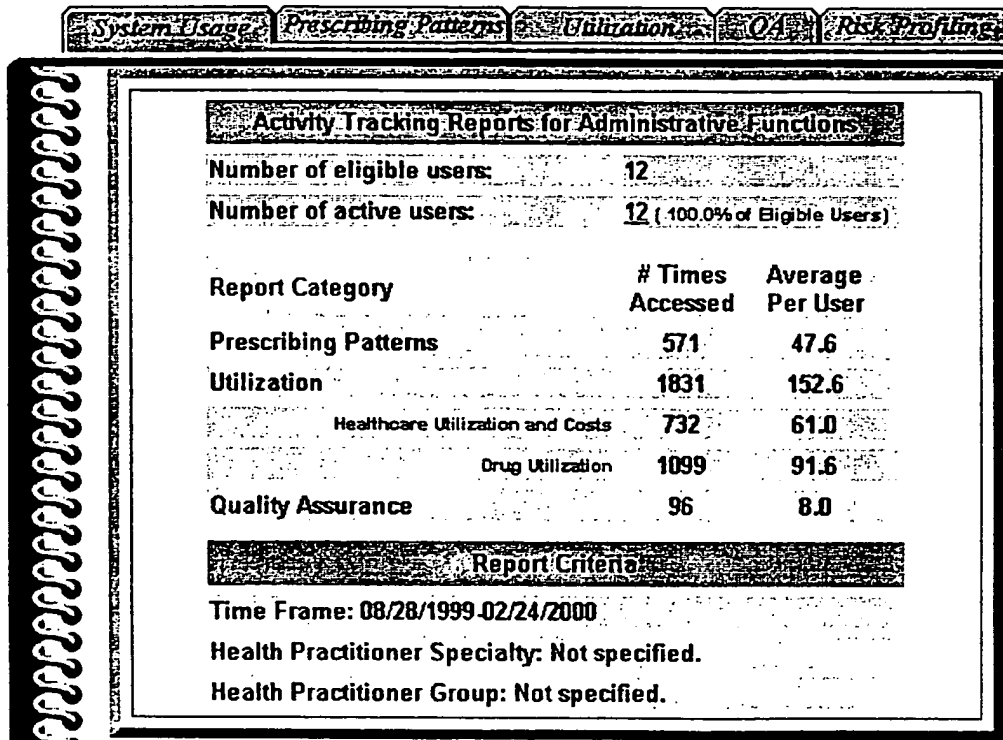 System Usage Prescribing Patterns Utilization QA Risk Profiling
Activity Tracking Reports for Administrative Functions
Number of eligible users: 12
Number of active users: 12 ( 100.0% of Eligible Users)
Report Category # Times Accessed Average Per User
Prescribing Patterns 571 47.6
Utilization 1831 152.6
Healthcare Utilization and Costs 732 61.0
Drug Utilization 1099 91.6
Quality Assurance 96 8.0
Report Criteria
Time Frame: 08/28/1999-02/24/2000
Health Practitioner Specialty: Not specified.
Health Practitioner Group: Not specified.